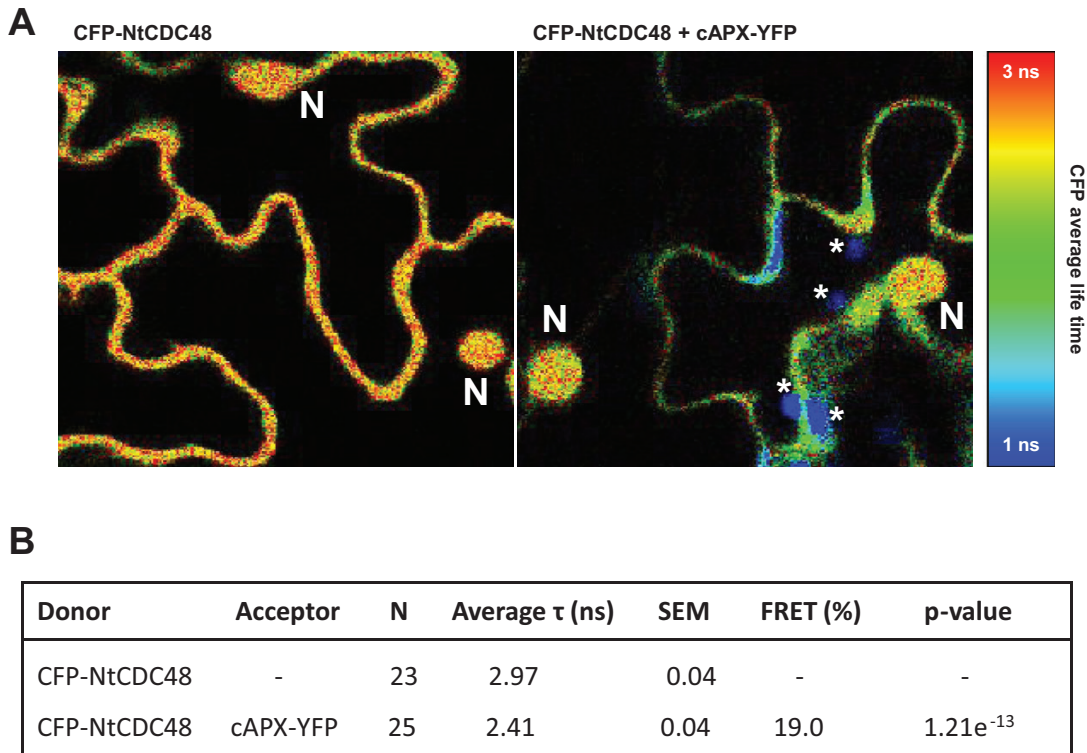 A
CFP-NtCDC48
CFP-NtCDC48 + cAPX-YFP
N
N
N
N
*
*
*
*
3 ns
1 ns
CFP average life time
B
Donor Acceptor N Average τ (ns) SEM FRET (%) p-value
CFP-NtCDC48 - 23 2.97 0.04 - -
CFP-NtCDC48 cAPX-YFP 25 2.41 0.04 19.0 1.21e⁻¹³